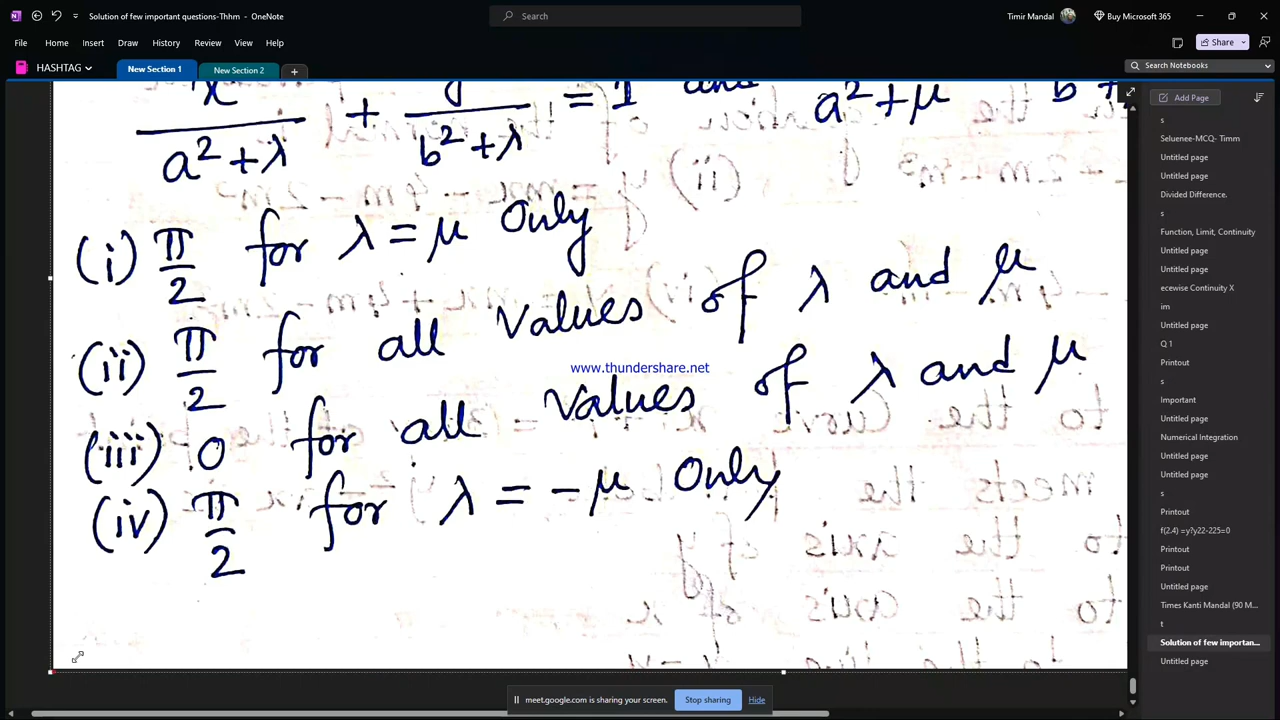 Solution of few important questions-Thhm - OneNote
Search
Timir Mandal
Buy Microsoft 365
File Home Insert Draw History Review View Help
Share
HASHTAG
New Section 1
New Section 2
Search Notebooks
Add Page
x y
/ (a² + λ) + / (b² + λ) = 1 and a² + μ b +
(i) π/2 for λ = μ Only
(ii) π/2 for all values of λ and μ
www.thundershare.net
(iii) 0 for all values of λ and μ
(iv) π/2 for λ = -μ Only
s
Seluenee-MCQ- Timm
Untitled page
Untitled page
Divided Difference.
s
Function, Limit, Continuity
Untitled page
Untitled page
ecewise Continuity X
im
Untitled page
Q 1
Printout
s
Important
Untitled page
Numerical Integration
Untitled page
Untitled page
s
Printout
f(2.4) =y?y22-225=0
Printout
Printout
Untitled page
Times Kanti Mandal (90 M...
t
Solution of few importan...
Untitled page
meet.google.com is sharing your screen.
Stop sharing
Hide